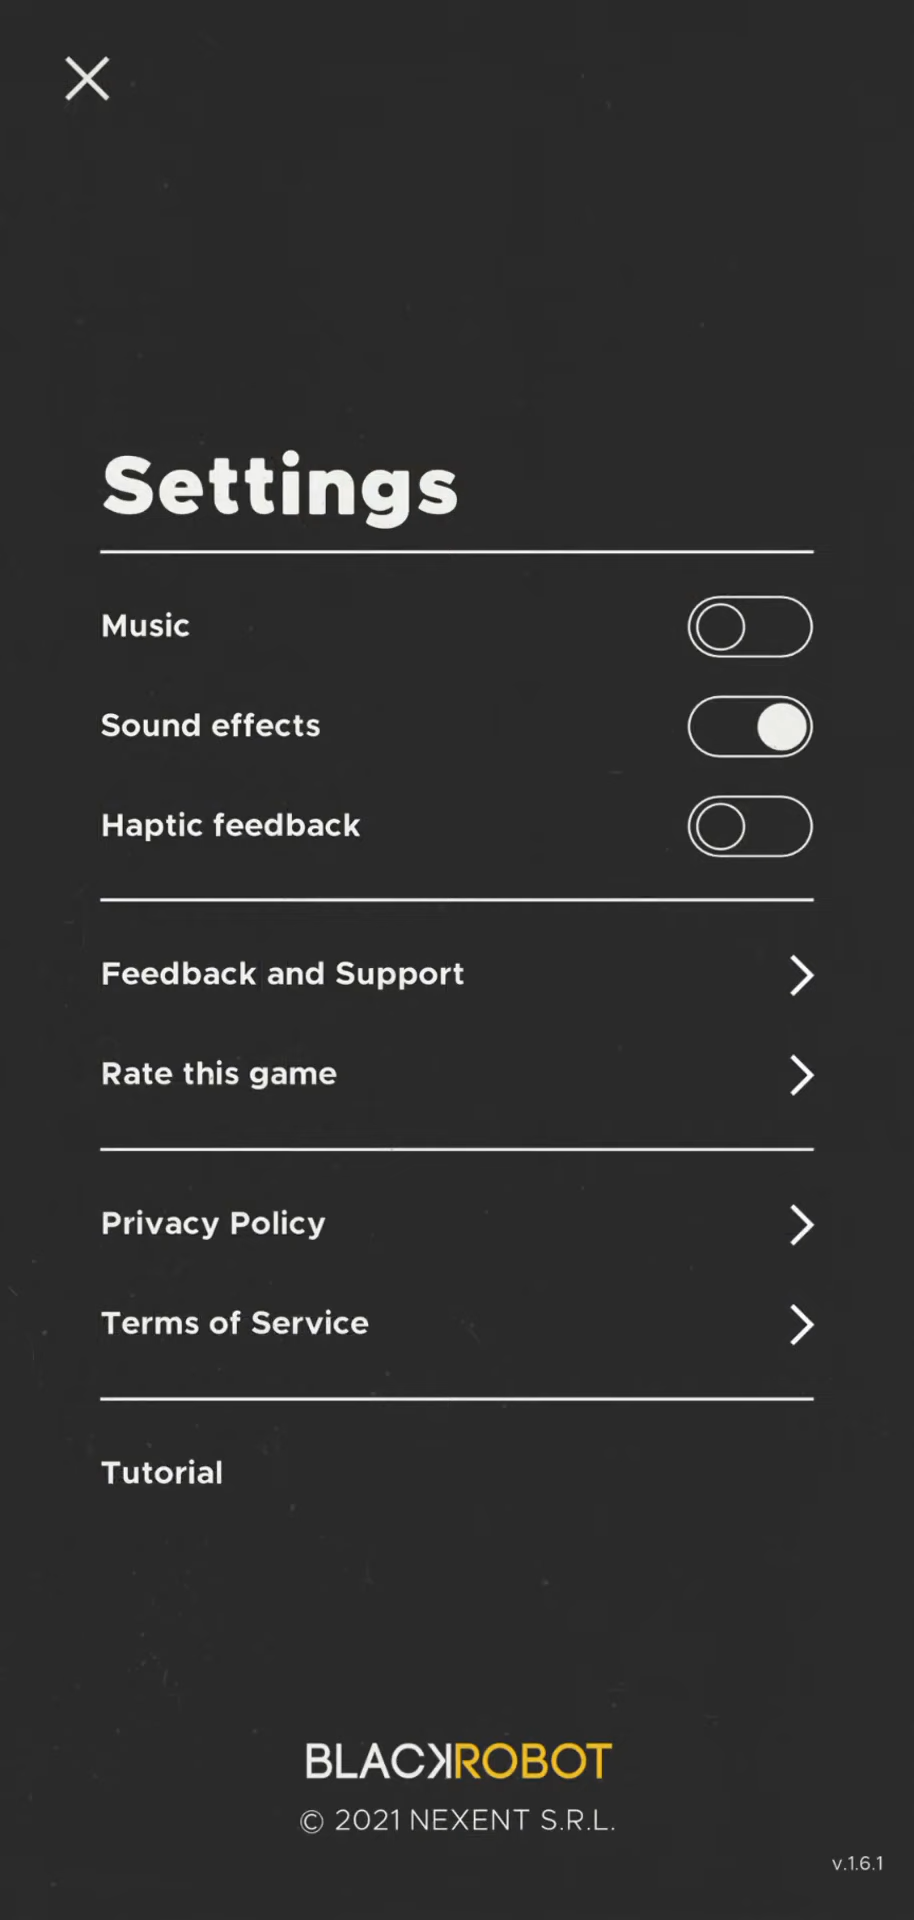 Settings
Music
Sound effects
Haptic feedback
Feedback and Support
Rate this game
Privacy Policy
Terms of Service
Tutorial
BLACKROBOT
© 2021 NEXENT S.R.L.
v.1.6.1